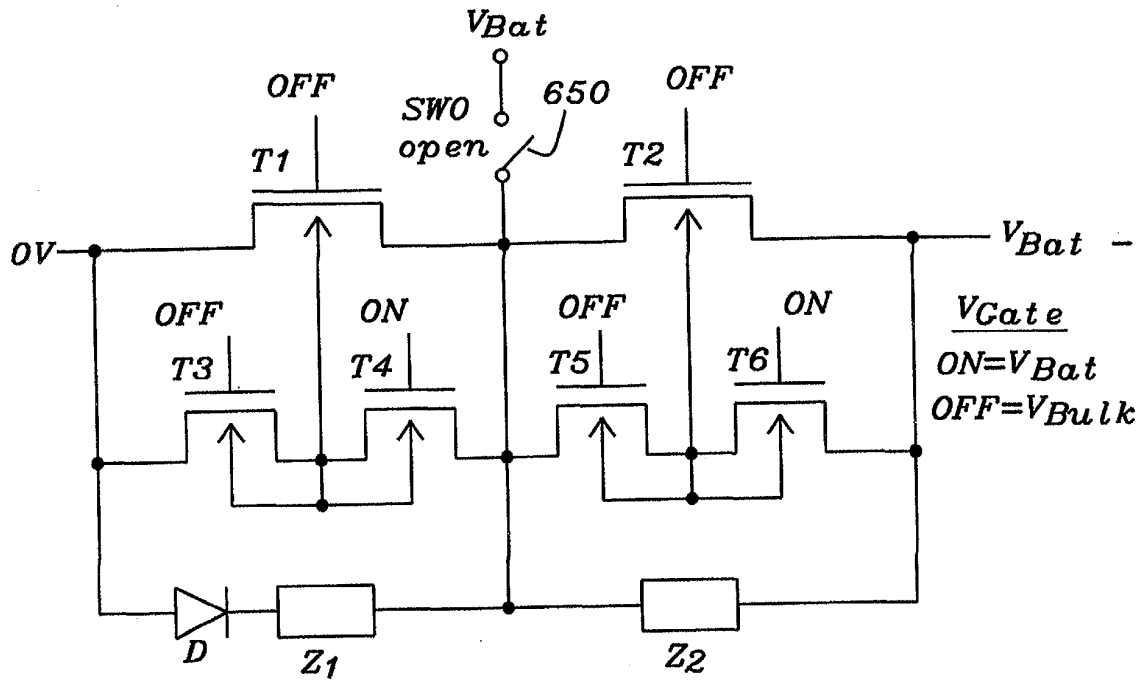 VBat
OFF
SWO
open
650
OFF
T1
T2
0V
VBat -
OFF
ON
OFF
ON
VGate
T3
T4
T5
T6
ON=VBat
OFF=VBulk
D
Z1
Z2